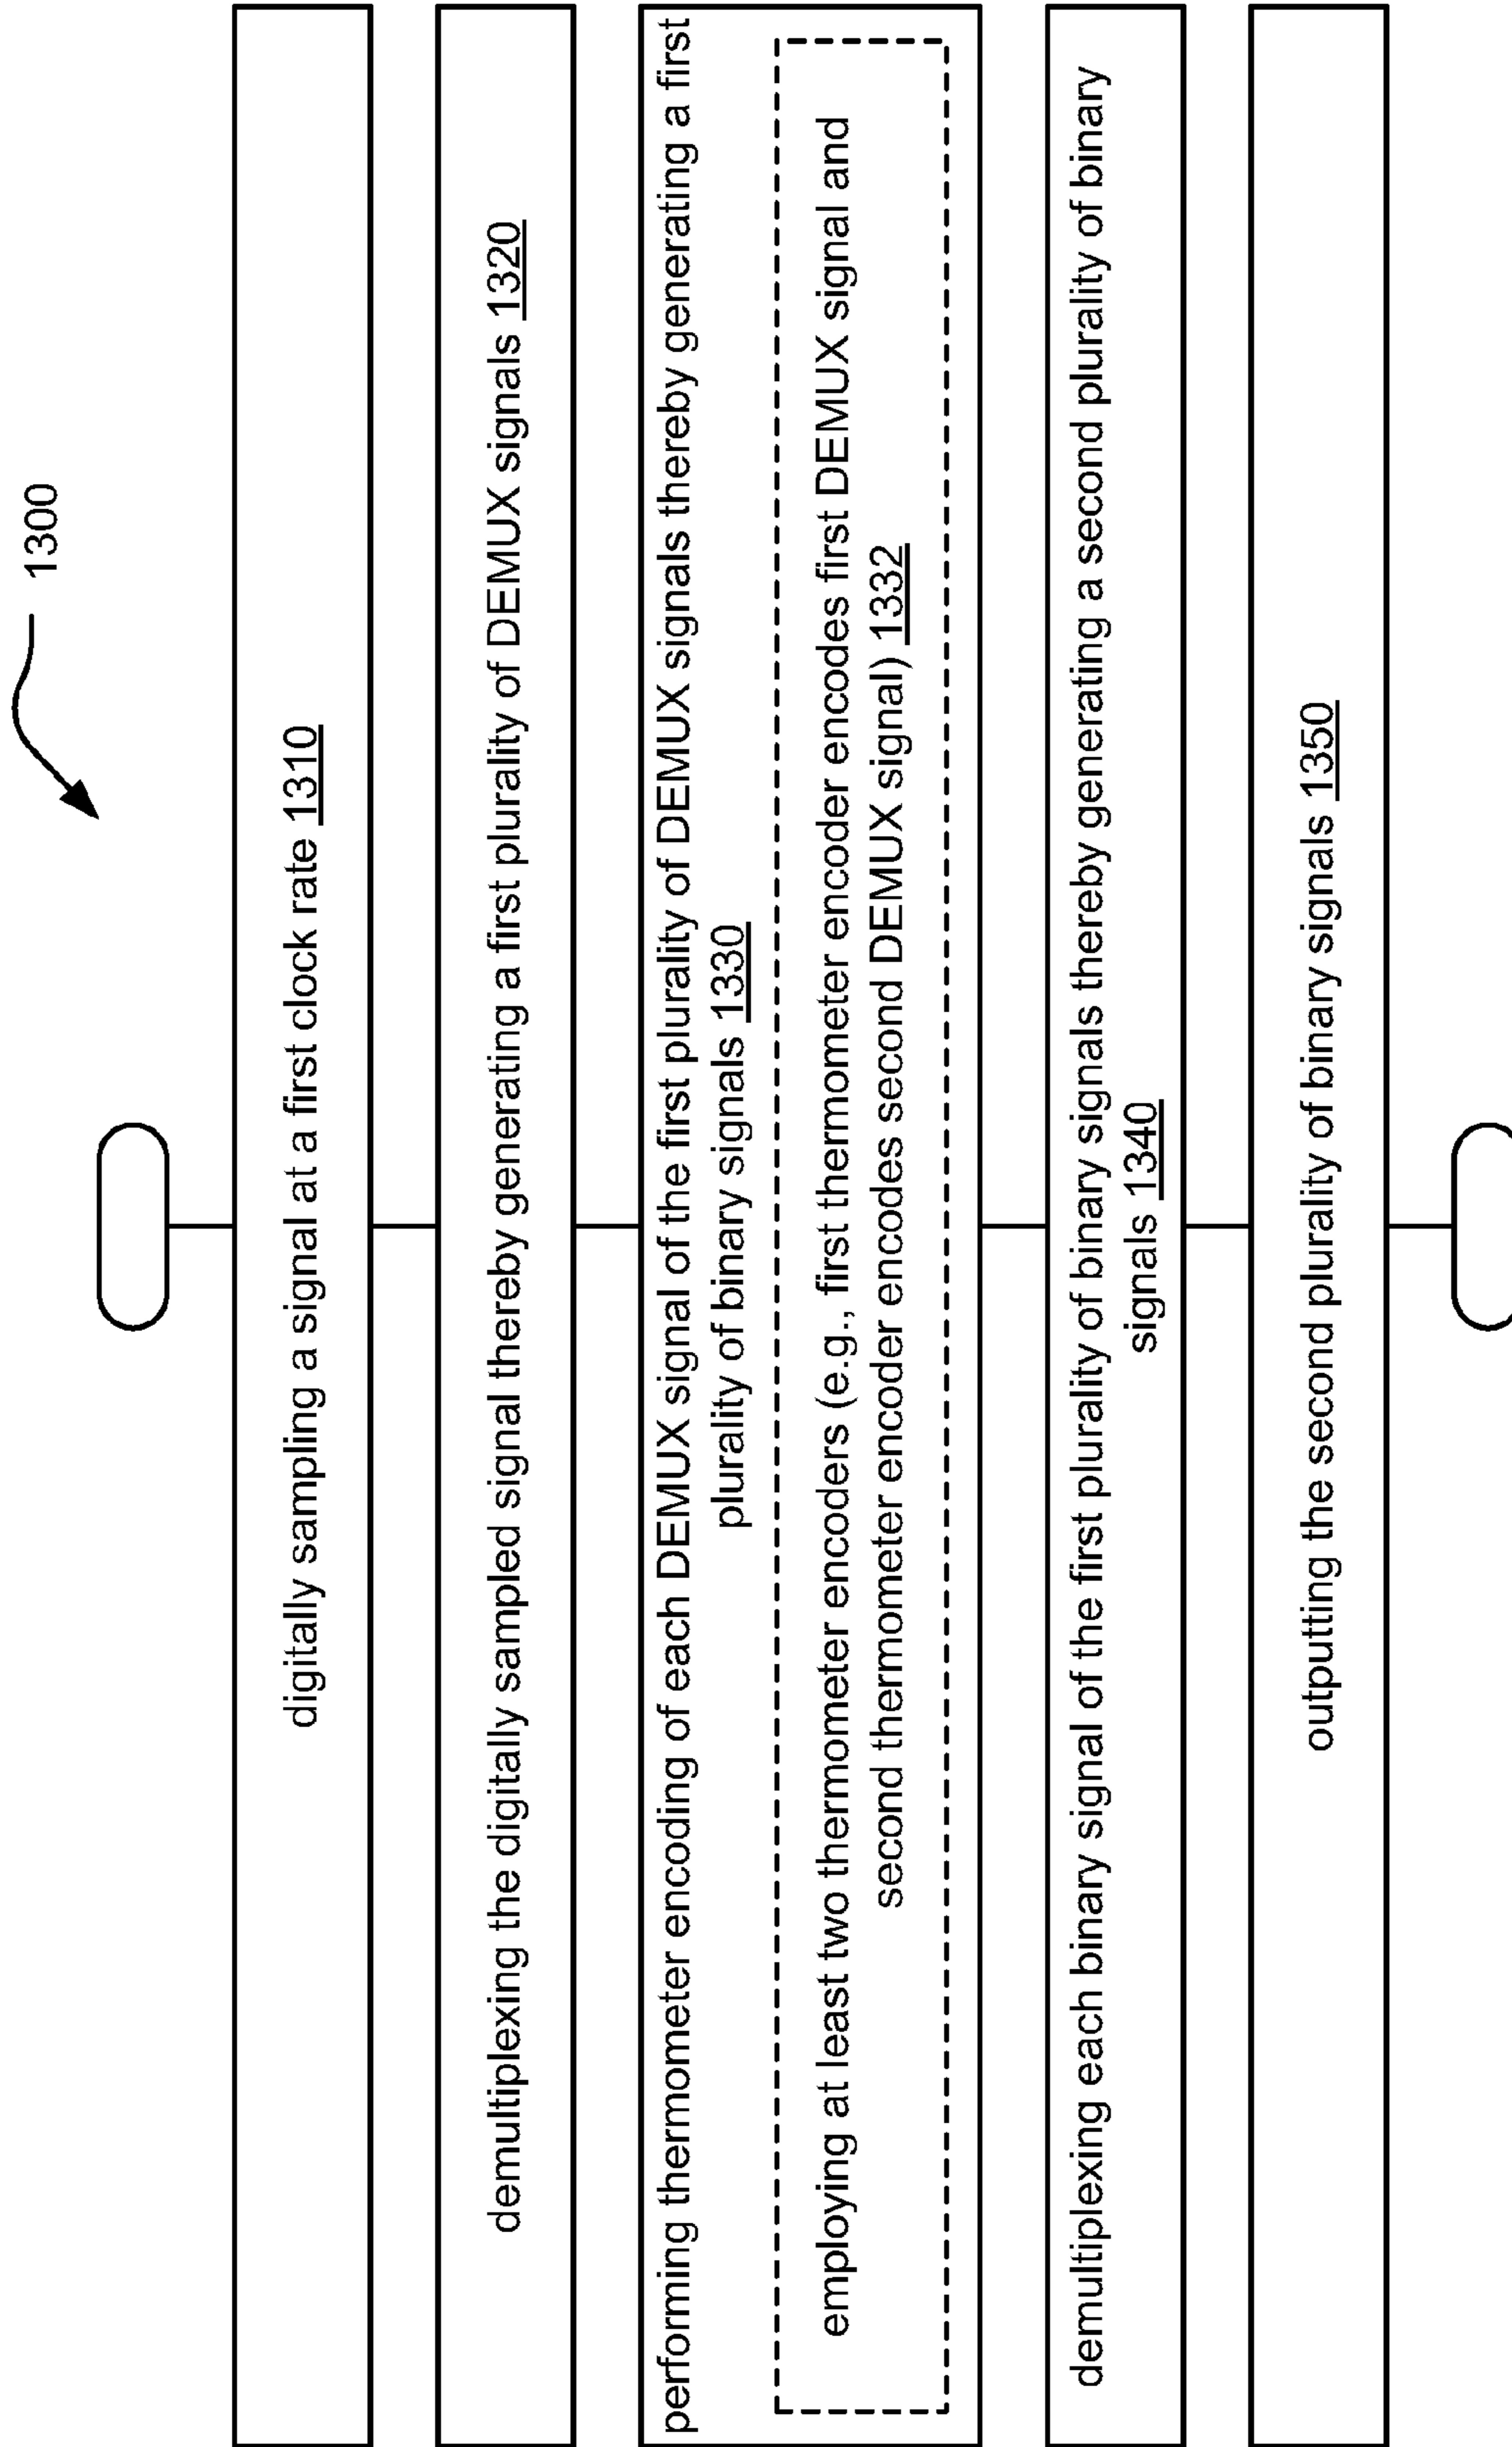 1300
digitally sampling a signal at a first clock rate 1310
demultiplexing the digitally sampled signal thereby generating a first plurality of DEMUX signals 1320
performing thermometer encoding of each DEMUX signal of the first plurality of DEMUX signals thereby generating a first
plurality of binary signals 1330
employing at least two thermometer encoders (e.g., first thermometer encoder encodes first DEMUX signal and
second thermometer encoder encodes second DEMUX signal) 1332
demultiplexing each binary signal of the first plurality of binary signals thereby generating a second plurality of binary
signals 1340
outputting the second plurality of binary signals 1350